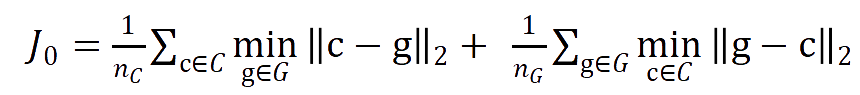 J₀ = 1/n_C ∑_{c∈C} min_{g∈G} ‖c − g‖₂ + 1/n_G ∑_{g∈G} min_{c∈C} ‖g − c‖₂